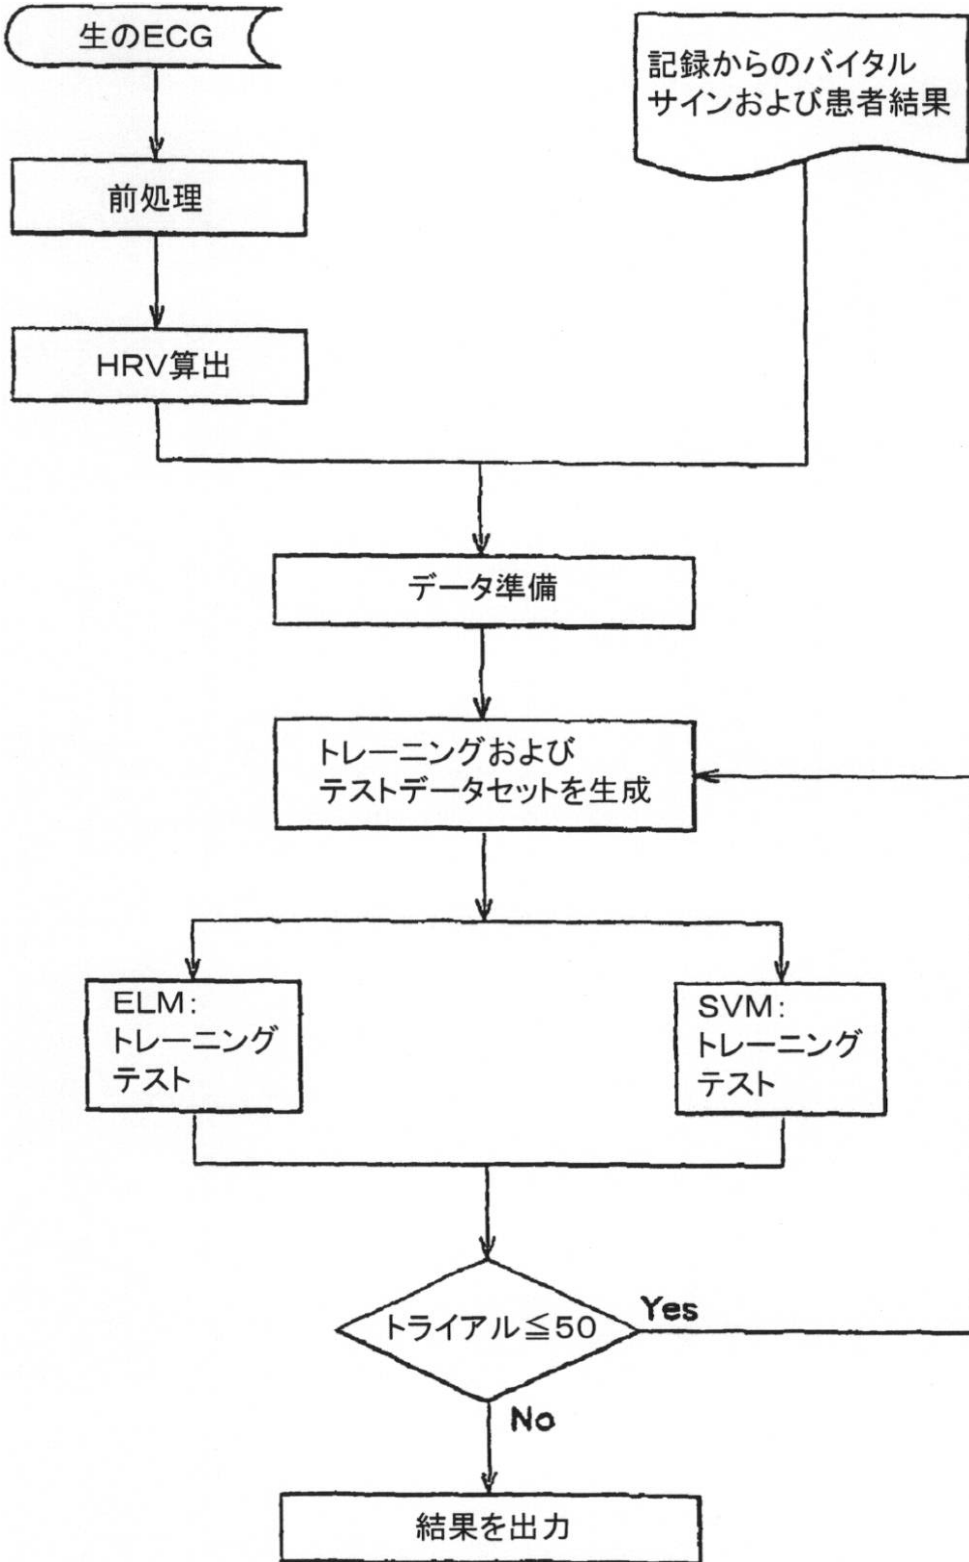 生のECG
記録からのバイタル
サインおよび患者結果
前処理
HRV算出
データ準備
トレーニングおよび
テストデータセットを生成
ELM:
トレーニング
テスト
SVM:
トレーニング
テスト
トライアル≦50
Yes
No
結果を出力